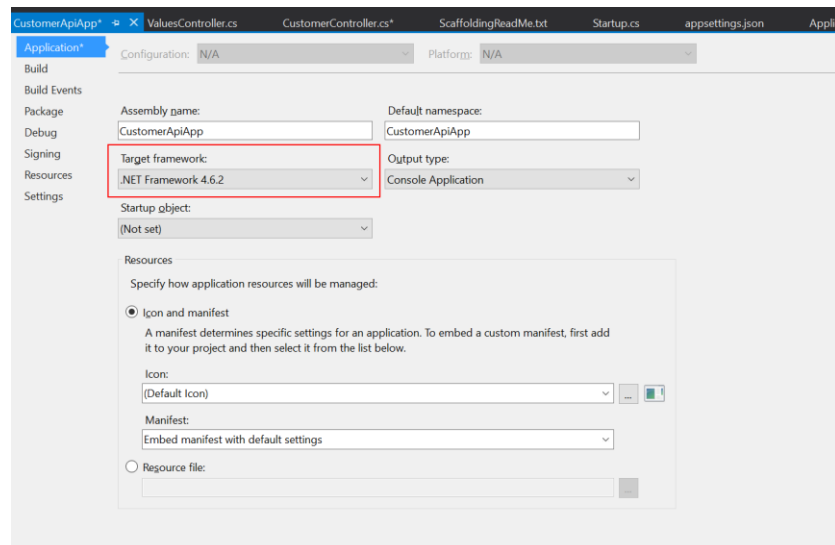 CustomerApiApp* ValuesController.cs CustomerController.cs* ScaffoldingReadMe.txt Startup.cs appsettings.json Appli
Application* Configuration: N/A Platform: N/A
Build
Build Events
Package Assembly name: Default namespace:
Debug CustomerApiApp CustomerApiApp
Signing Target framework: Output type:
Resources .NET Framework 4.6.2 Console Application
Settings
Startup object:
(Not set)
Resources
Specify how application resources will be managed:
Icon and manifest
A manifest determines specific settings for an application. To embed a custom manifest, first add
it to your project and then select it from the list below.
Icon:
(Default Icon) ...
Manifest:
Embed manifest with default settings
Resource file:
...